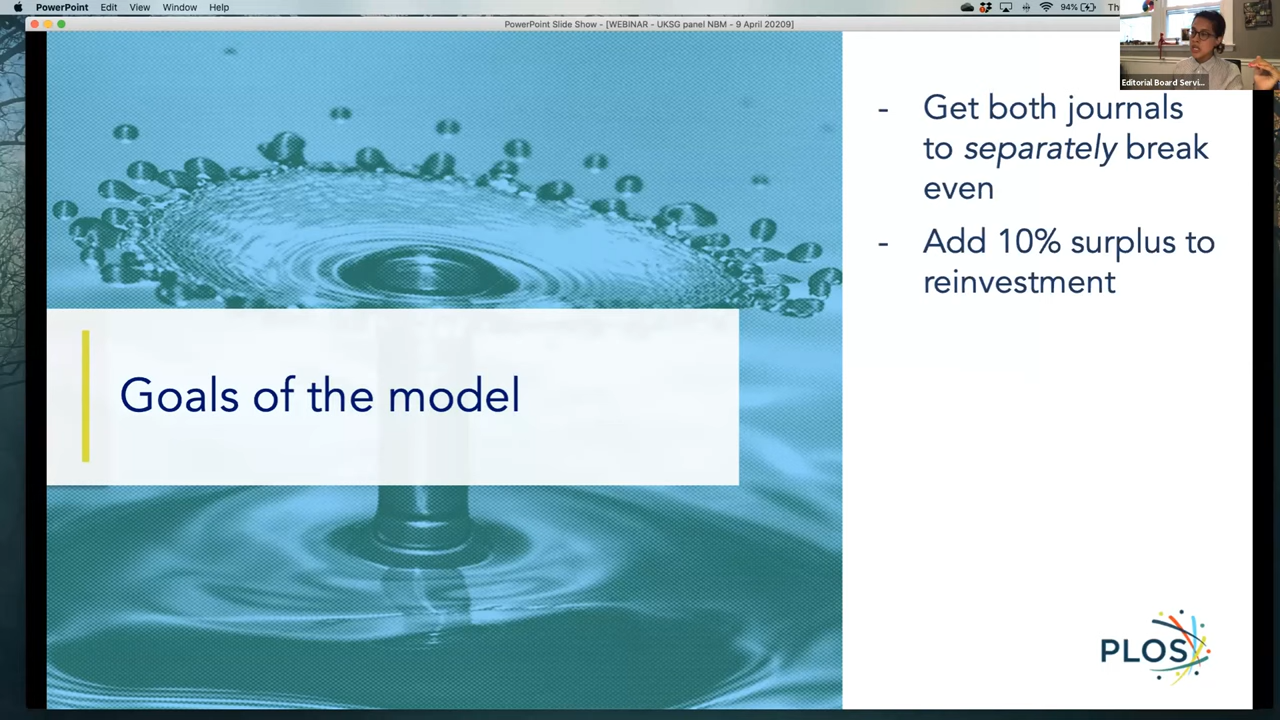 PowerPoint Edit View Window Help 94% Th
PowerPoint Slide Show - [WEBINAR - UKSG panel NBM - 9 April 20209]
Editorial Board Servi...
- Get both journals
to separately break
even
- Add 10% surplus to
reinvestment
Goals of the model
PLOS